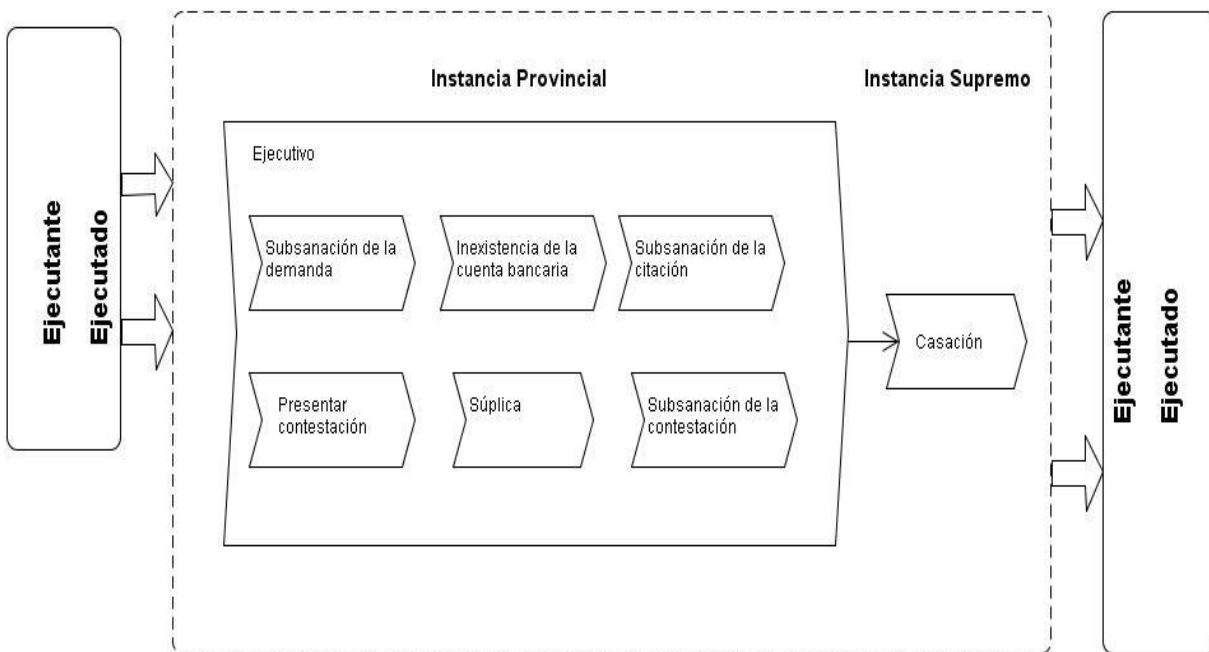 Ejecutante
Ejecutado
Instancia Provincial
Instancia Supremo
Ejecutivo
Subsanación de la
demanda
Inexistencia de la
cuenta bancaria
Subsanación de la
citación
Presentar
contestación
Súplica
Subsanación de la
contestación
Casación
Ejecutante
Ejecutado